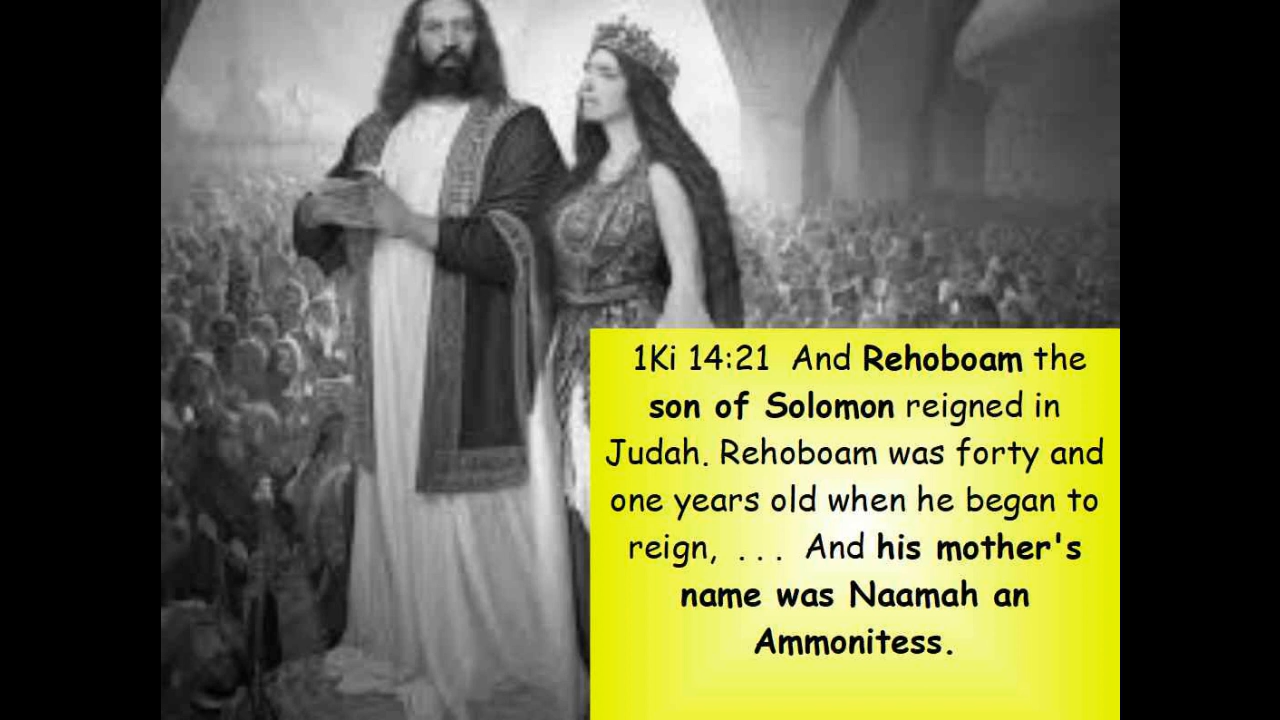 1Ki 14:21  And Rehoboam the
son of Solomon reigned in
Judah. Rehoboam was forty and
one years old when he began to
reign,  . . .  And his mother's
name was Naamah an
Ammonitess.